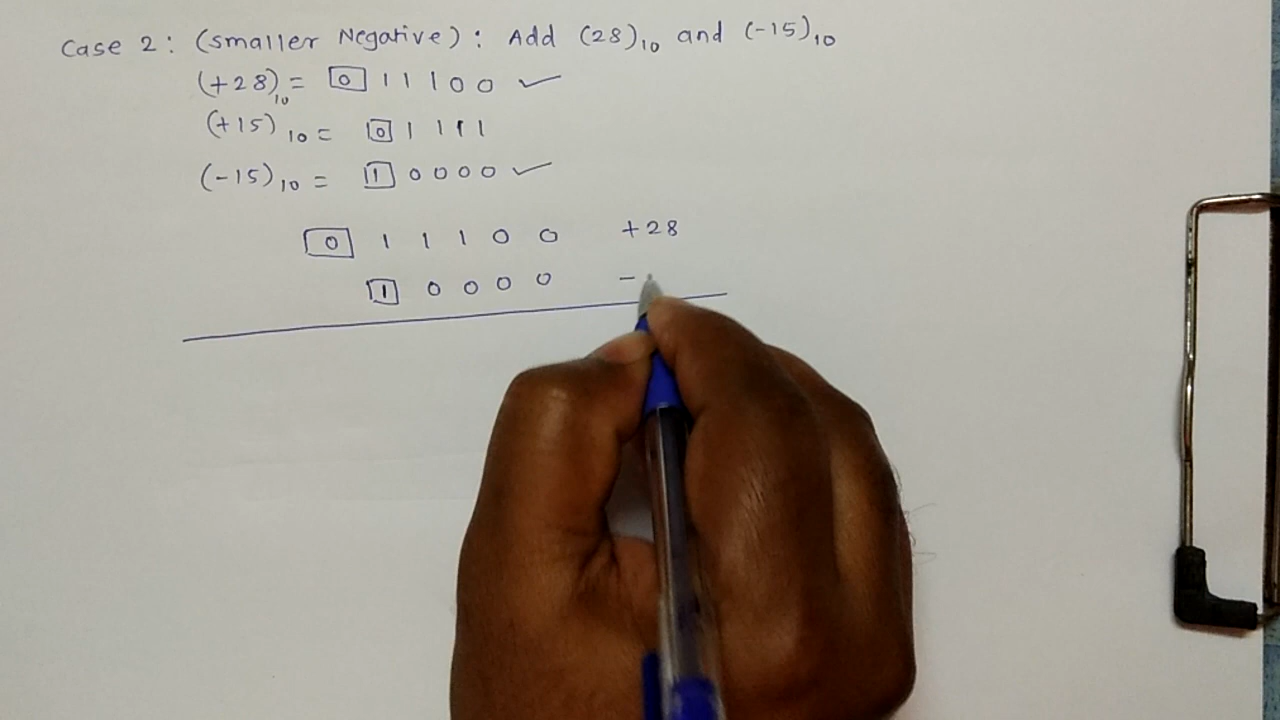 Case 2: (smaller Negative): Add (28)10 and (-15)10
(+28)10 = 0 1 1 1 0 0 ✓
(+15)10 = 0 1 1 1 1
(-15)10 = 1 0 0 0 0 ✓
0 1 1 1 0 0 +28
1 0 0 0 0 -